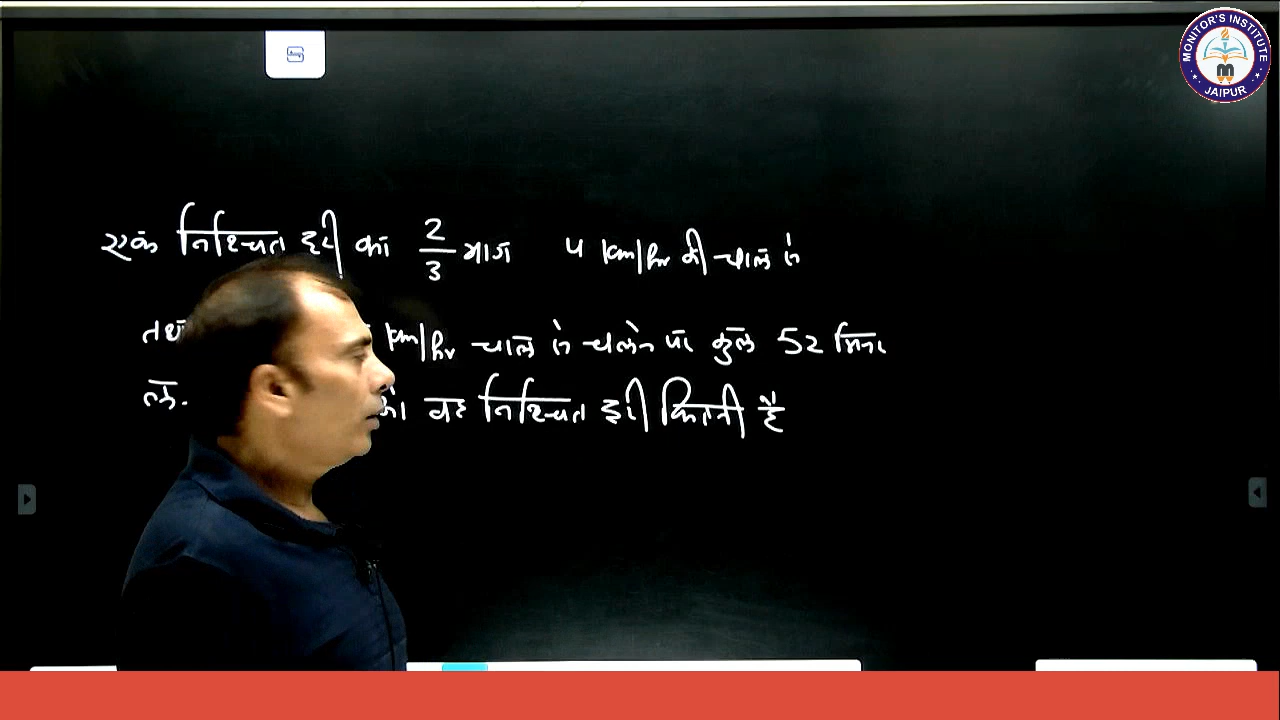 MONITOR'S INSTITUTE
JAIPUR
एक निश्चित दूरी का 2/3 भाग 4 km/hr की चाल से
km/hr चाल से चलने पर कुल 52 मिनट
वह निश्चित दूरी कितनी है